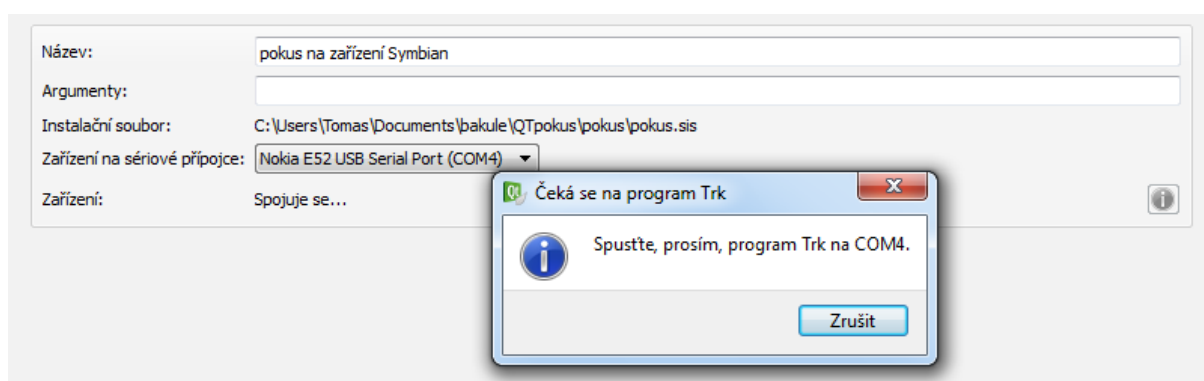 Název: pokus na zařízení Symbian
Argumenty:
Instalační soubor: C:\Users\Tomas\Documents\bakule\QTpokus\pokus\pokus.sis
Zařízení na sériové přípojce: Nokia E52 USB Serial Port (COM4)
Zařízení: Spojuje se...
Čeká se na program Trk
Spusťte, prosím, program Trk na COM4.
Zrušit